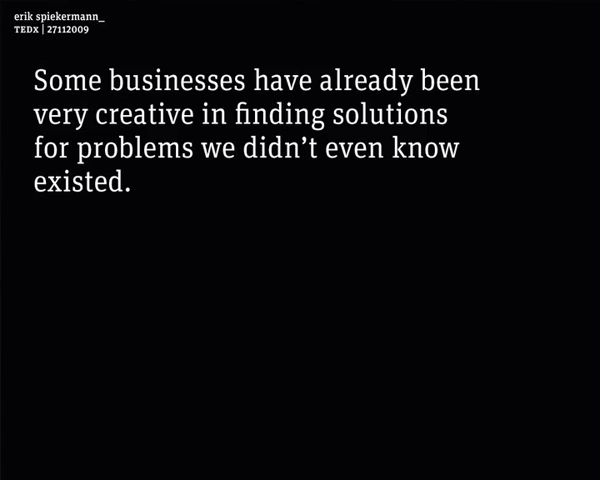 erik spiekermann_
TEDX | 27112009
Some businesses have already been
very creative in finding solutions
for problems we didn’t even know
existed.